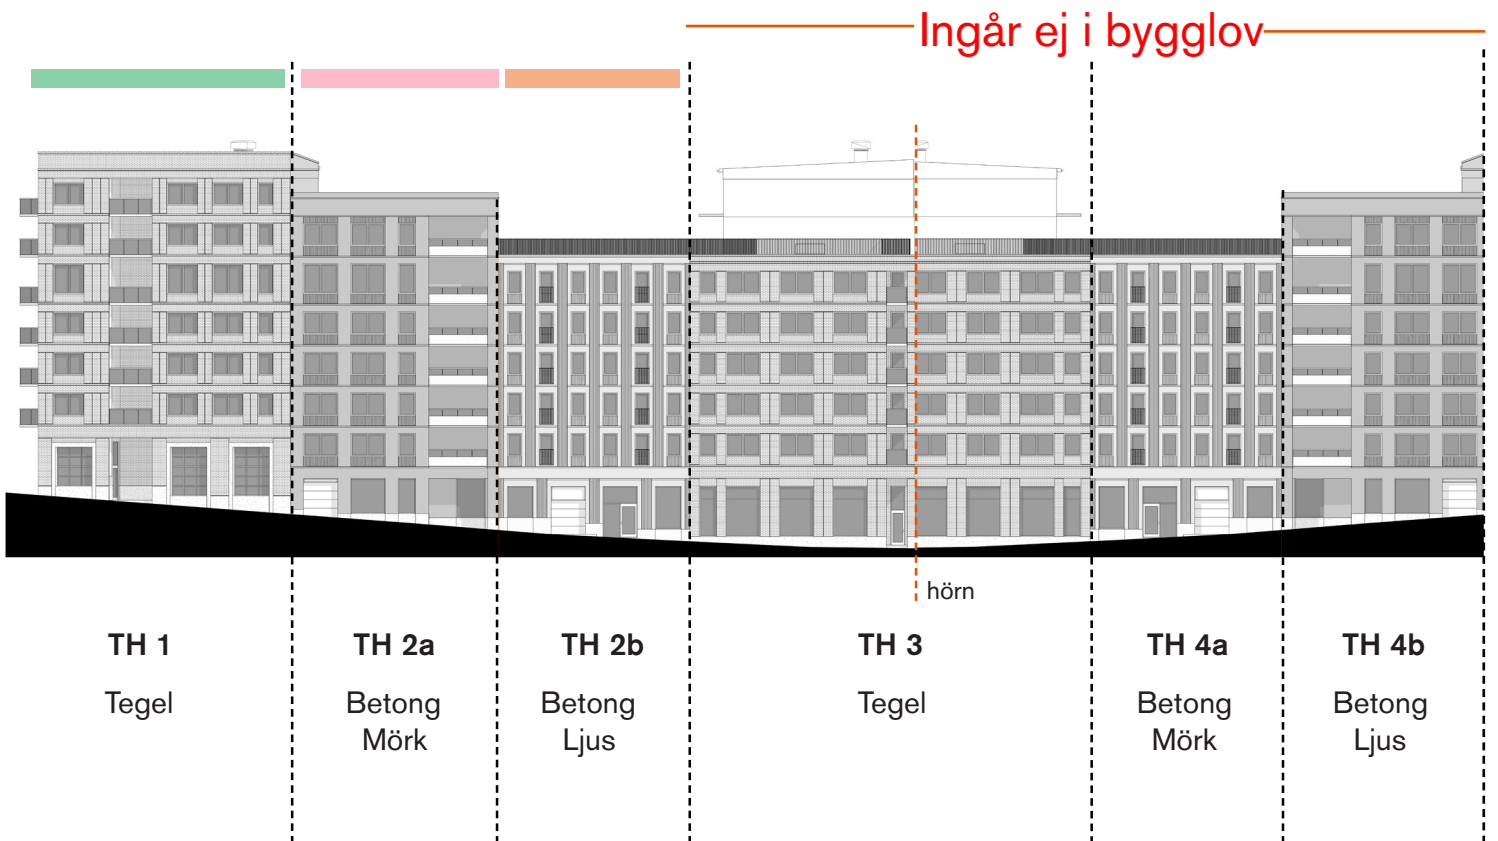 Ingår ej i bygglov
hörn
TH 1
TH 2a
TH 2b
TH 3
TH 4a
TH 4b
Tegel
Betong
Mörk
Betong
Ljus
Tegel
Betong
Mörk
Betong
Ljus